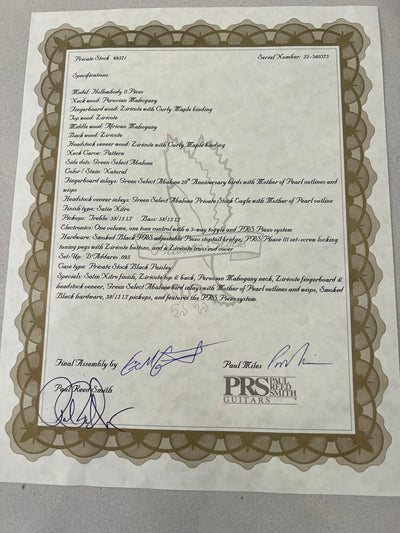 Private Stock #9371 Serial Number: 22-340323
Specifications:
Model: Hollowbody II Piezo
Neck wood: Peruvian Mahogany
Fingerboard wood: Ziricote with Curly Maple binding
Top wood: Ziricote
Middle wood: African Mahogany
Back wood: Ziricote
Headstock veneer wood: Ziricote with Curly Maple binding
Neck Carve: Pattern
Side dots: Green Select Abalone
Color / Stain: Natural
Fingerboard inlays: Green Select Abalone 20th Anniversary birds with Mother of Pearl outlines and
wisps
Headstock veneer inlays: Green Select Abalone Private Stock Eagle with Mother of Pearl outline
Finish type: Satin Nitro
Pickups: Treble: 58/15 LT Bass: 58/15 LT
Electronics: One volume, one tone control with a 3-way toggle and PRS Piezo system
Hardware: Smoked Black PRS adjustable Piezo stoptail bridge, PRS Phase III set-screw locking
tuning pegs with Ziricote buttons, and a Ziricote truss rod cover
Set-Up: D'Addario .095
Case type: Private Stock Black Paisley
Specials: Satin Nitro finish, Ziricote top & back, Peruvian Mahogany neck, Ziricote fingerboard &
headstock veneer, Green Select Abalone bird inlays with Mother of Pearl outlines and wisps, Smoked
Black hardware, 58/15 LT pickups, and features the PRS Piezo system.
Final Assembly by Paul Miles
Paul Reed Smith
PRS PAUL REED SMITH
GUITARS